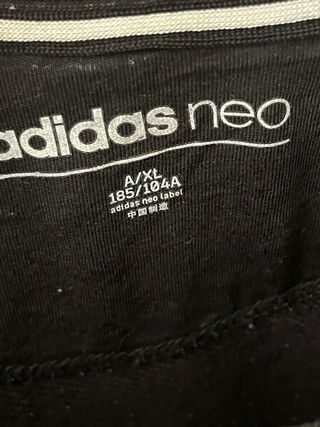 adidas neo
A/XL
185/104A
adidas neo label
中国制造